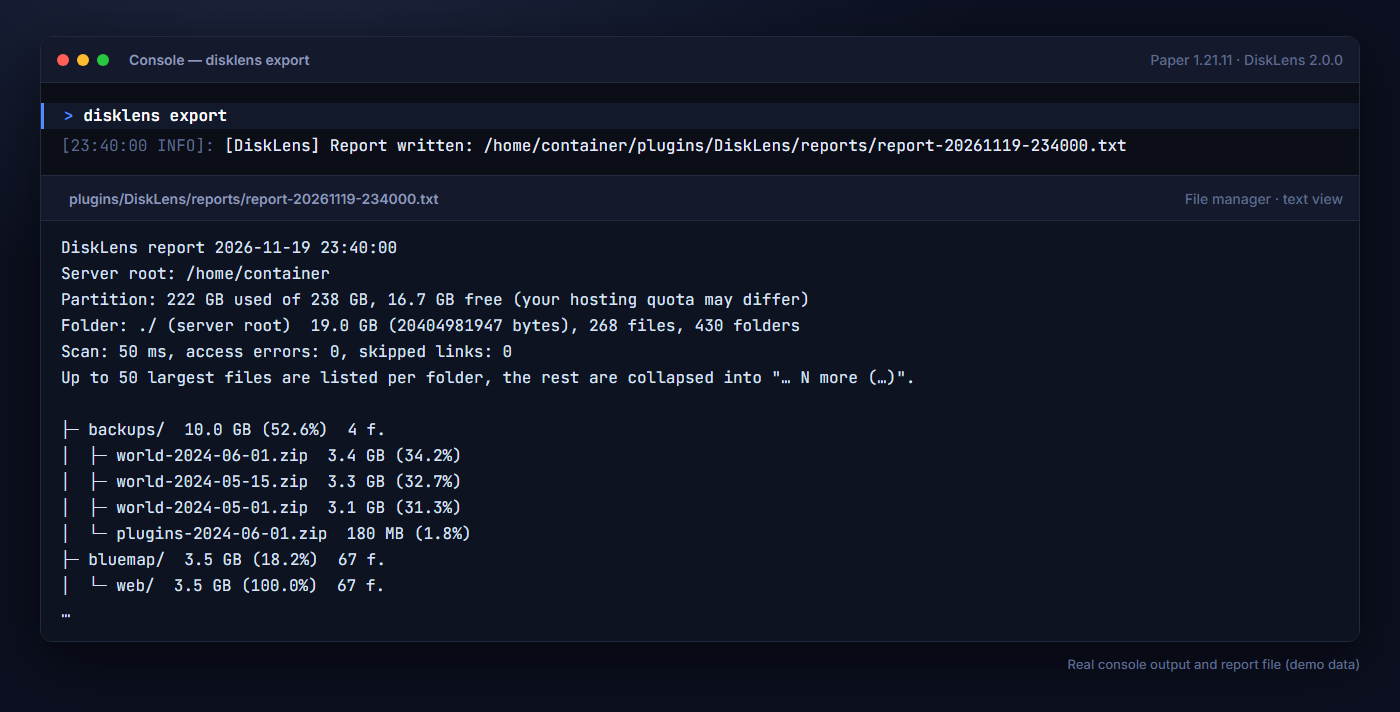 Console — disklens export
Paper 1.21.11 · DiskLens 2.0.0
> disklens export
[23:40:00 INFO]: [DiskLens] Report written: /home/container/plugins/DiskLens/reports/report-20261119-234000.txt
plugins/DiskLens/reports/report-20261119-234000.txt
File manager · text view
DiskLens report 2026-11-19 23:40:00
Server root: /home/container
Partition: 222 GB used of 238 GB, 16.7 GB free (your hosting quota may differ)
Folder: ./ (server root)  19.0 GB (20404981947 bytes), 268 files, 430 folders
Scan: 50 ms, access errors: 0, skipped links: 0
Up to 50 largest files are listed per folder, the rest are collapsed into "… N more (…)".
├─ backups/  10.0 GB (52.6%)  4 f.
│  ├─ world-2024-06-01.zip  3.4 GB (34.2%)
│  ├─ world-2024-05-15.zip  3.3 GB (32.7%)
│  ├─ world-2024-05-01.zip  3.1 GB (31.3%)
│  └─ plugins-2024-06-01.zip  180 MB (1.8%)
├─ bluemap/  3.5 GB (18.2%)  67 f.
│  └─ web/  3.5 GB (100.0%)  67 f.
…
Real console output and report file (demo data)